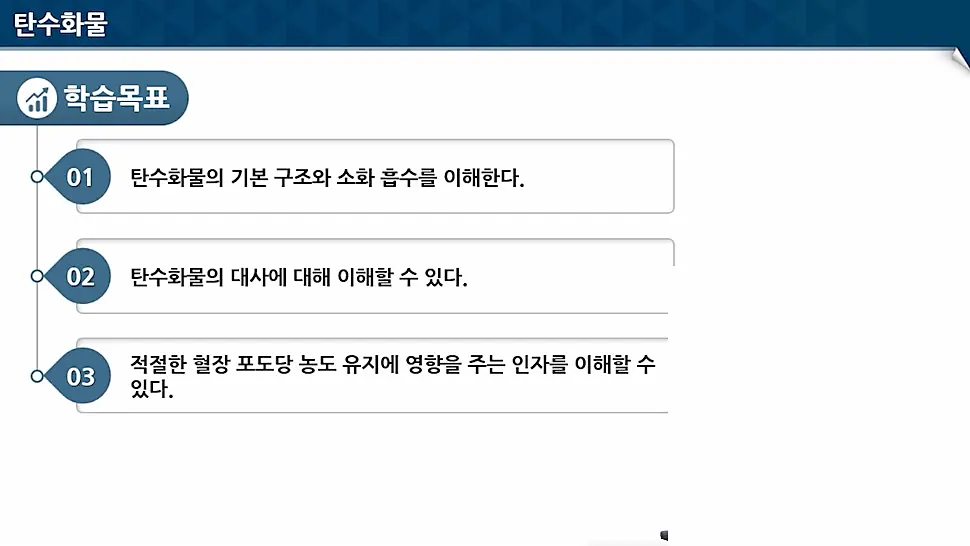 탄수화물
학습목표
01
탄수화물의 기본 구조와 소화 흡수를 이해한다.
02
탄수화물의 대사에 대해 이해할 수 있다.
03
적절한 혈장 포도당 농도 유지에 영향을 주는 인자를 이해할 수
있다.